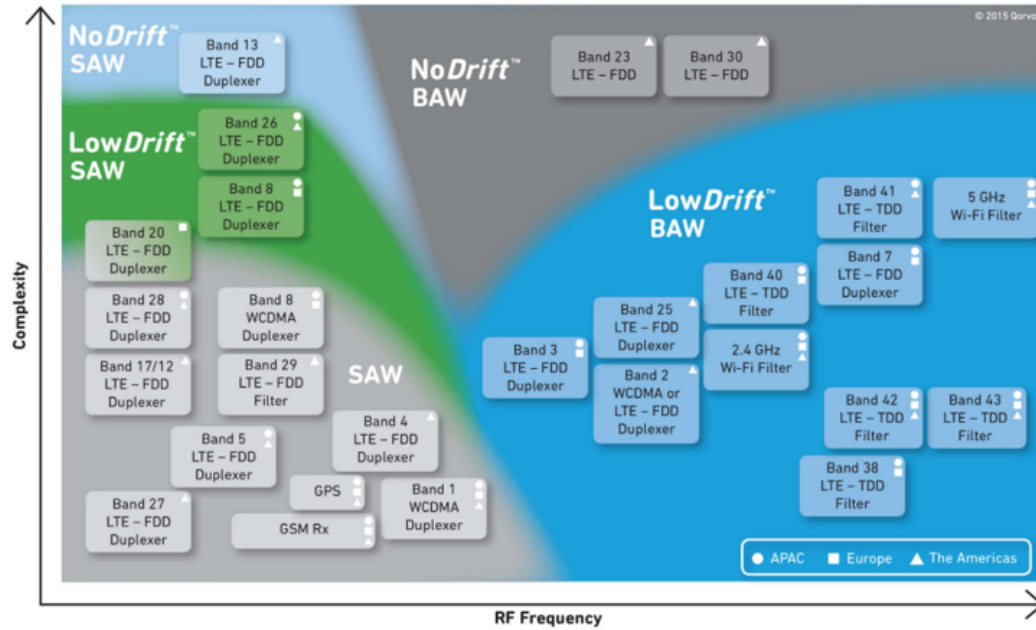 © 2015 Qorvo
NoDrift™
SAW
Band 13
LTE – FDD
Duplexer
NoDrift™
BAW
Band 23
LTE – FDD
Band 30
LTE – FDD
LowDrift™
SAW
Band 26
LTE – FDD
Duplexer
Band 8
LTE – FDD
Duplexer
Band 20
LTE – FDD
Duplexer
LowDrift™
BAW
Band 41
LTE – TDD
Filter
5 GHz
Wi-Fi Filter
Band 7
LTE – FDD
Duplexer
Band 40
LTE – TDD
Filter
Band 25
LTE – FDD
Duplexer
2.4 GHz
Wi-Fi Filter
Band 3
LTE – FDD
Duplexer
Band 2
WCDMA or
LTE – FDD
Duplexer
Band 42
LTE – TDD
Filter
Band 43
LTE – TDD
Filter
Band 38
LTE – TDD
Filter
SAW
Band 28
LTE – FDD
Duplexer
Band 8
WCDMA
Duplexer
Band 17/12
LTE – FDD
Duplexer
Band 29
LTE – FDD
Filter
Band 4
LTE – FDD
Duplexer
Band 5
LTE – FDD
Duplexer
GPS
Band 1
WCDMA
Duplexer
Band 27
LTE – FDD
Duplexer
GSM Rx
APAC
Europe
The Americas
Complexity
RF Frequency